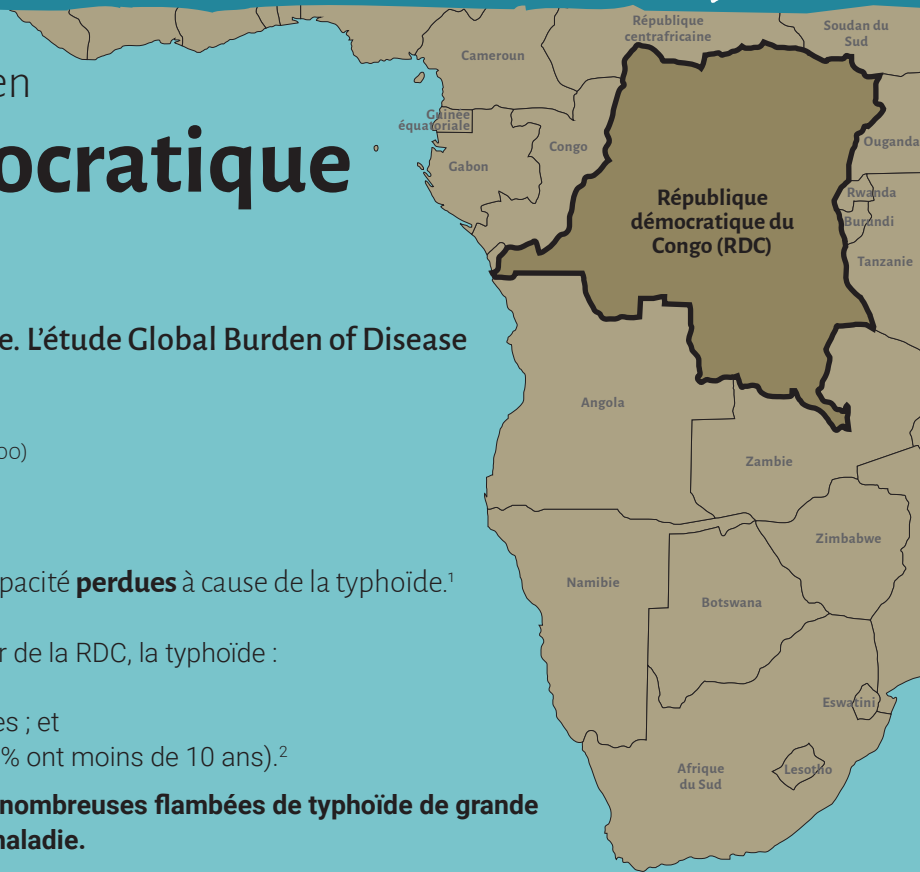 République
centrafricaine
Soudan du
Sud
Cameroun
en
Guinée
équatoriale
ocratique
Congo
Ouganda
Gabon
Rwanda
République
démocratique du
Congo (RDC)
Burundi
Tanzanie
e. L'étude Global Burden of Disease
Angola
00)
Zambie
Zimbabwe
pacité perdues à cause de la typhoïde.¹
Namibie
Botswana
r de la RDC, la typhoïde :
Eswatini
es ; et
% ont moins de 10 ans).²
Afrique
du Sud
Lesotho
nombreuses flambées de typhoïde de grande
naladie.